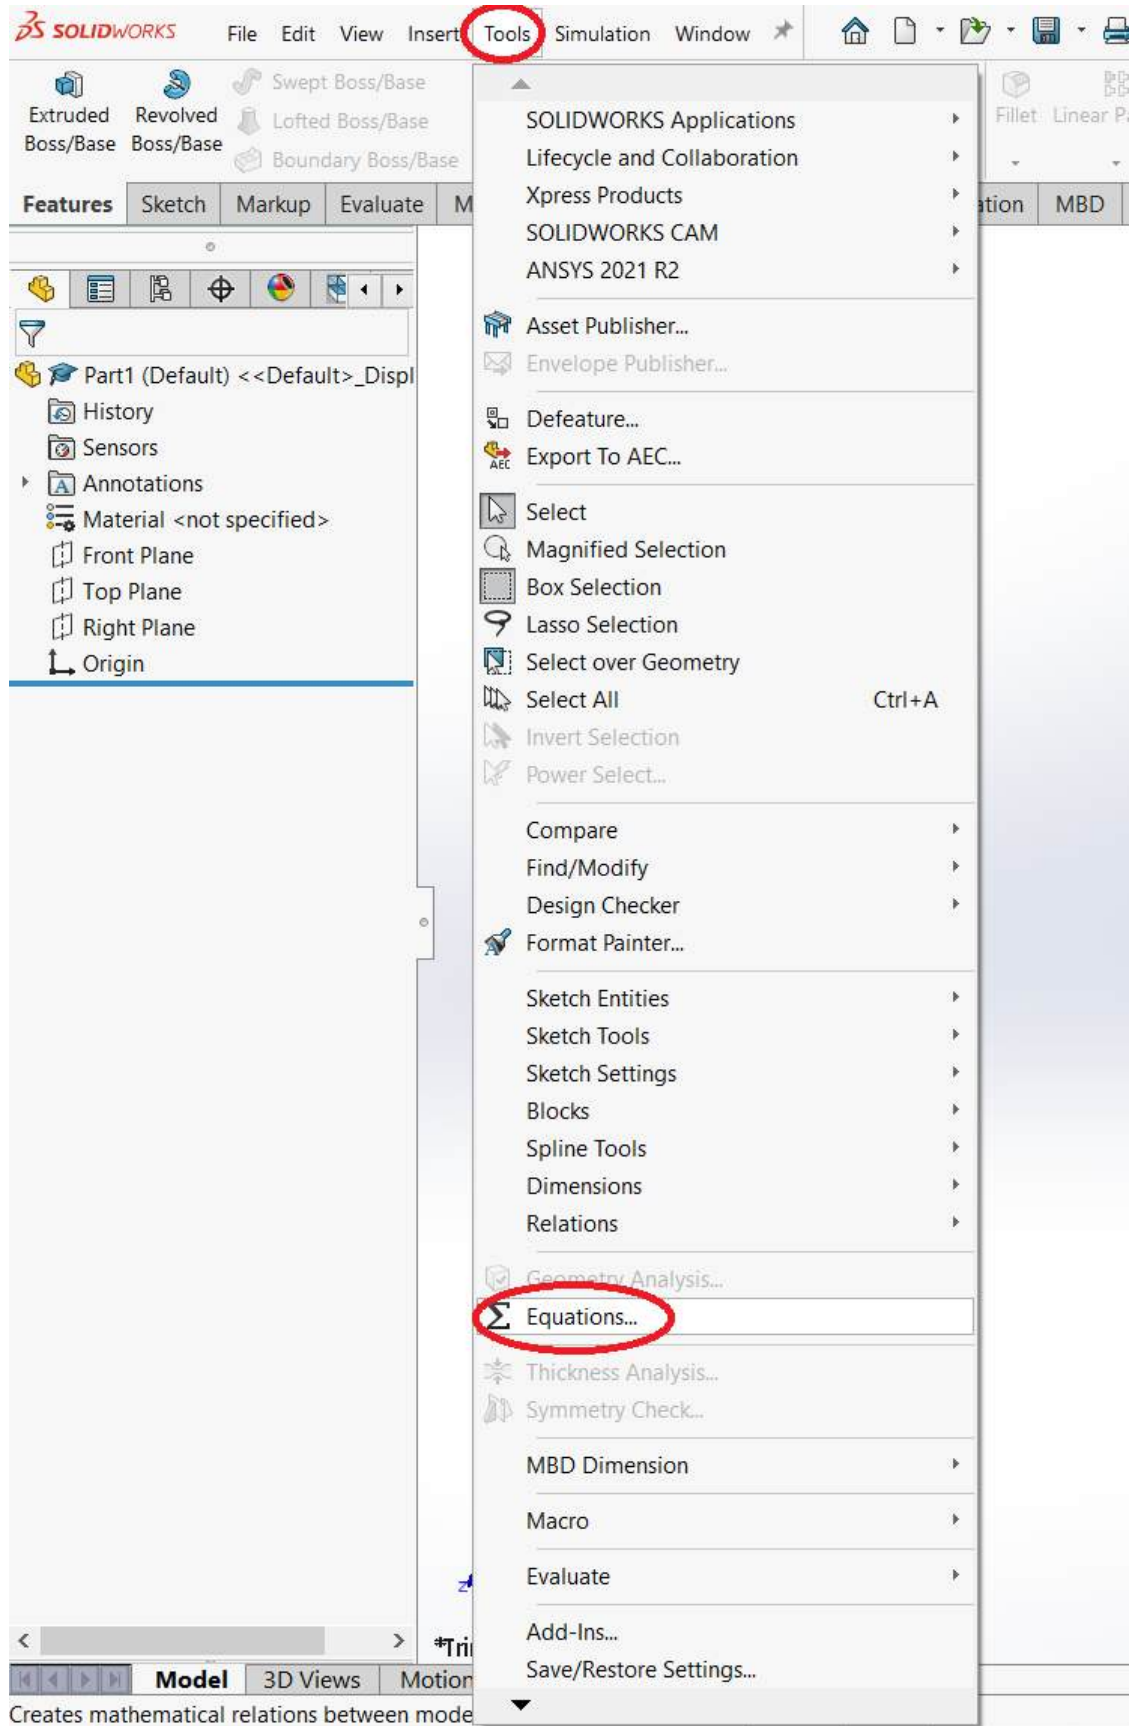 SOLIDWORKS File Edit View Insert Tools Simulation Window
Extruded Boss/Base
Revolved Boss/Base
Swept Boss/Base
Lofted Boss/Base
Boundary Boss/Base
Fillet Linear Pa
Features Sketch Markup Evaluate M ation MBD
SOLIDWORKS Applications
Lifecycle and Collaboration
Xpress Products
SOLIDWORKS CAM
ANSYS 2021 R2
Asset Publisher...
Envelope Publisher...
Defeature...
AEC Export To AEC...
Select
Magnified Selection
Box Selection
Lasso Selection
Select over Geometry
Select All Ctrl+A
Invert Selection
Power Select...
Compare
Find/Modify
Design Checker
Format Painter...
Sketch Entities
Sketch Tools
Sketch Settings
Blocks
Spline Tools
Dimensions
Relations
Geometry Analysis...
Σ Equations...
Thickness Analysis...
Symmetry Check...
MBD Dimension
Macro
Evaluate
Add-Ins...
Save/Restore Settings...
Part1 (Default) <<Default>_Displ
History
Sensors
A Annotations
Material <not specified>
Front Plane
Top Plane
Right Plane
Origin
z
*Tri
Model 3D Views Motion
Creates mathematical relations between mode